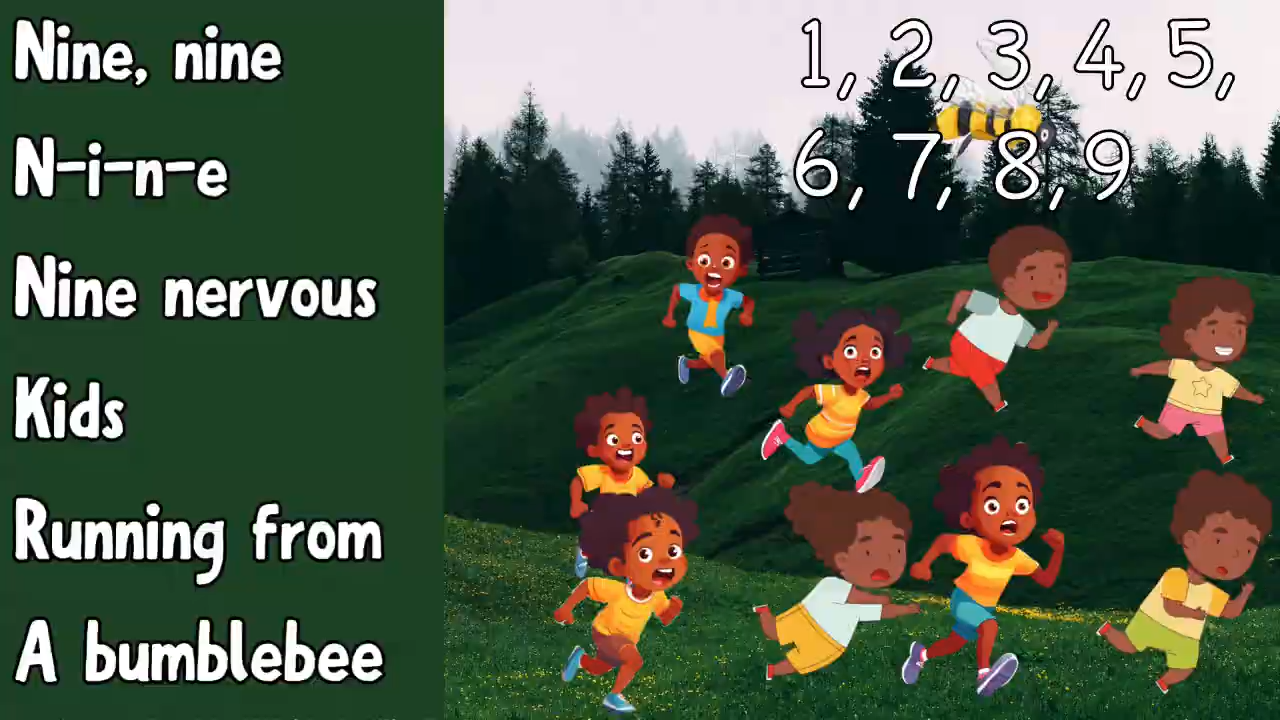 Nine, nine
N-i-n-e
Nine nervous
Kids
Running from
A bumblebee
1, 2, 3, 4, 5,
6, 7, 8, 9